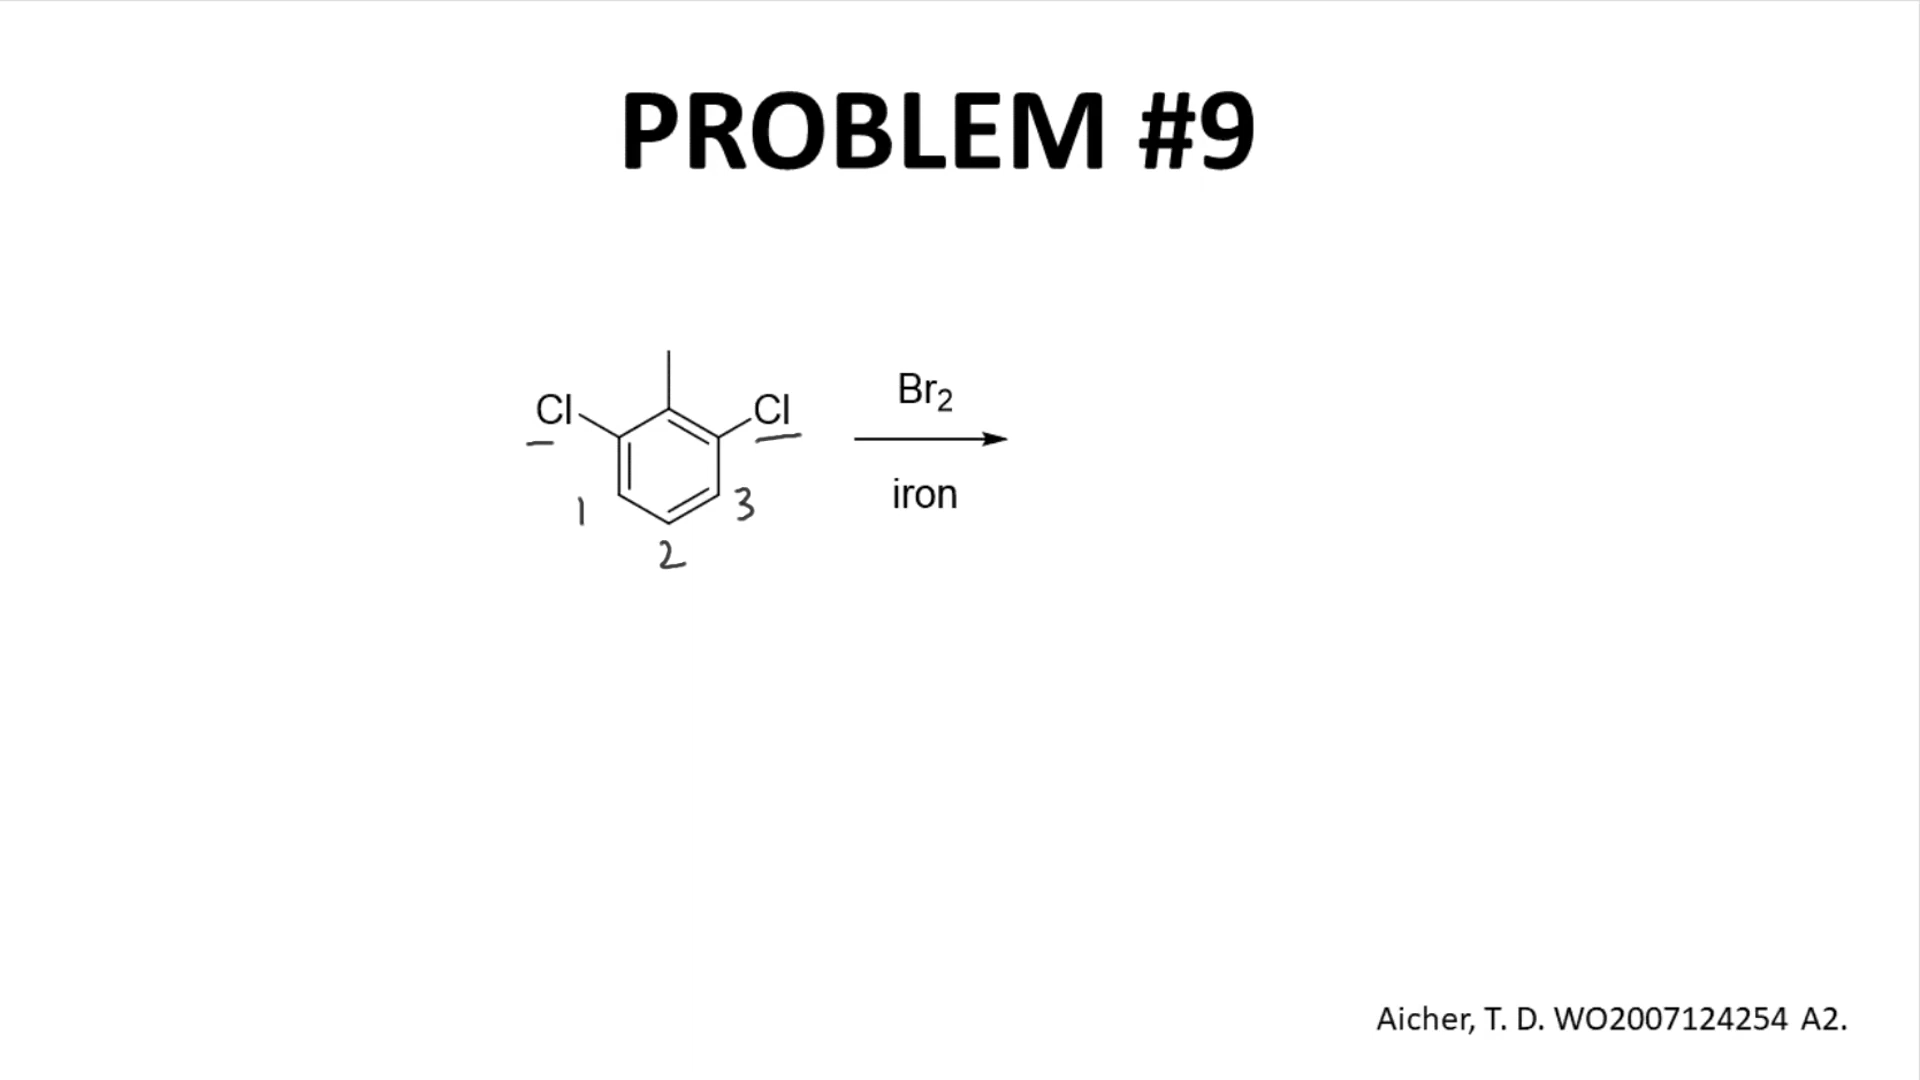 PROBLEM #9
Cl
Cl
Br2
iron
1
3
2
Aicher, T. D. WO2007124254 A2.